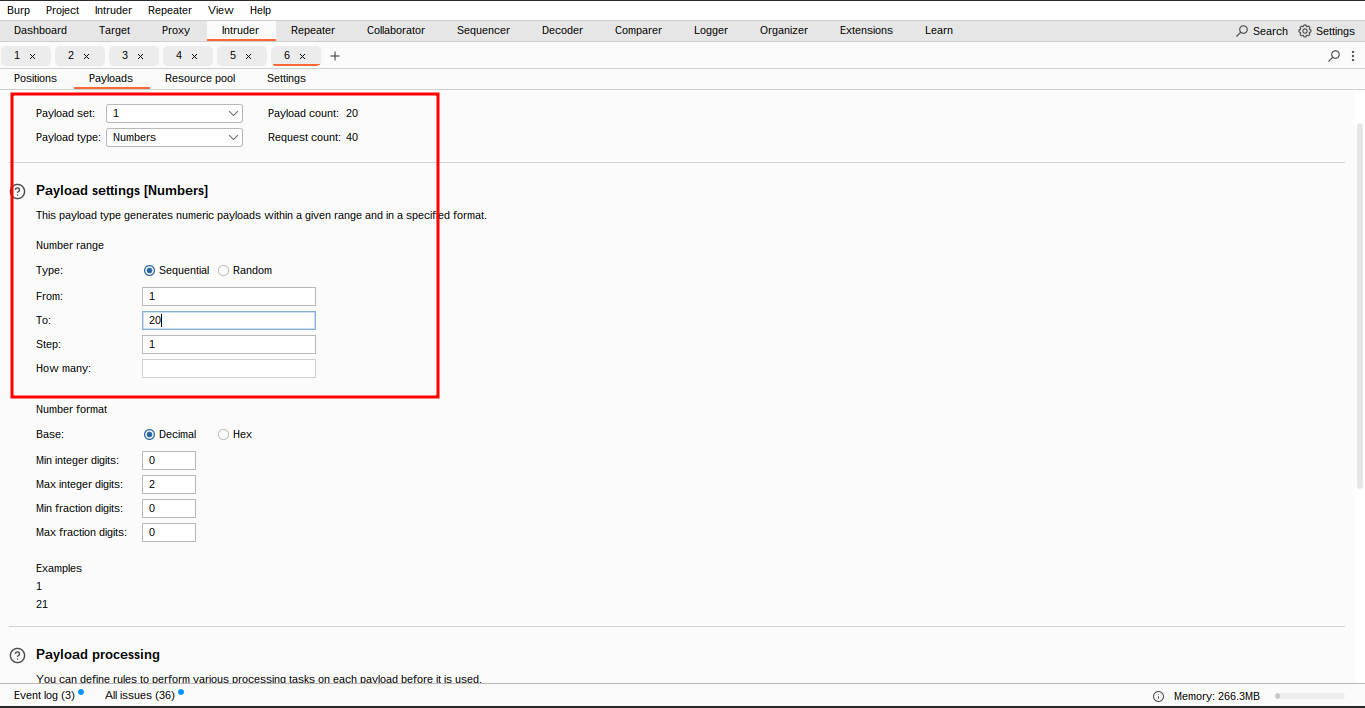 Burp Project Intruder Repeater View Help
Dashboard Target Proxy Intruder Repeater Collaborator Sequencer Decoder Comparer Logger Organizer Extensions Learn Search Settings
1 × 2 × 3 × 4 × 5 × 6 × +
Positions Payloads Resource pool Settings
Payload set: 1 Payload count: 20
Payload type: Numbers Request count: 40
? Payload settings [Numbers]
This payload type generates numeric payloads within a given range and in a specified format.
Number range
Type: Sequential Random
From: 1
To: 20
Step: 1
How many:
Number format
Base: Decimal Hex
Min integer digits: 0
Max integer digits: 2
Min fraction digits: 0
Max fraction digits: 0
Examples
1
21
? Payload processing
You can define rules to perform various processing tasks on each payload before it is used.
Event log (3) All issues (36) Memory: 266.3MB